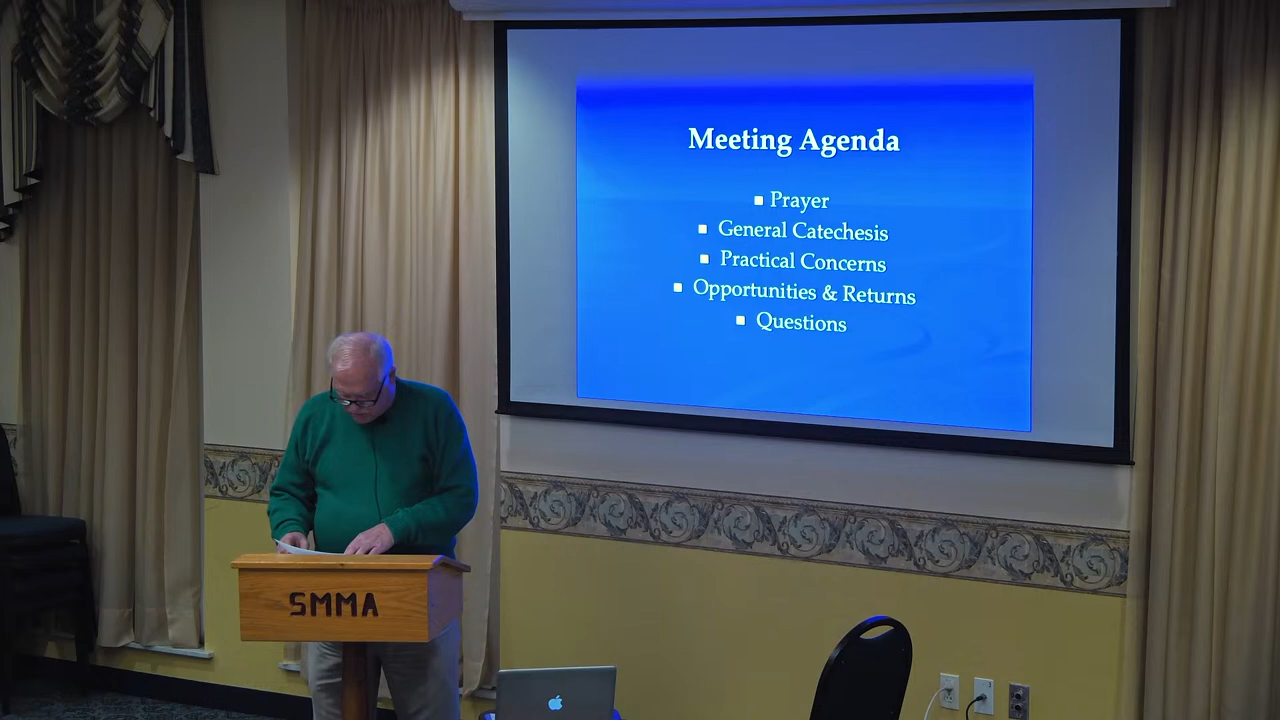 Meeting Agenda
Prayer
General Catechesis
Practical Concerns
Opportunities & Returns
Questions
SMMA